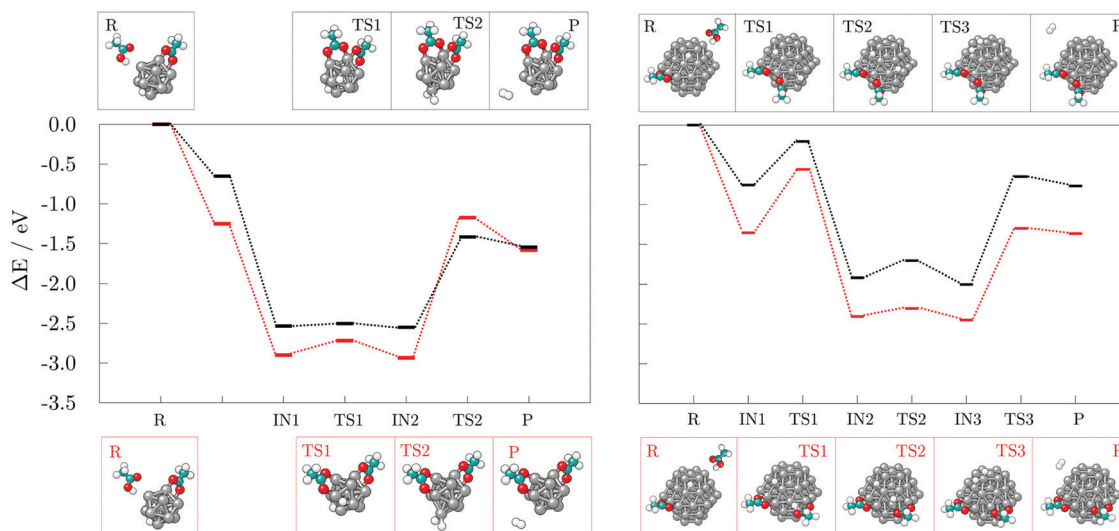 R TS1 TS2 P
R TS1 TS2 TS3 P
0.0
-0.5
-1.0
-1.5
-2.0
-2.5
-3.0
-3.5
ΔE / eV
R IN1 TS1 IN2 TS2 P
R IN1 TS1 IN2 TS2 IN3 TS3 P
R TS1 TS2 P
R TS1 TS2 TS3 P